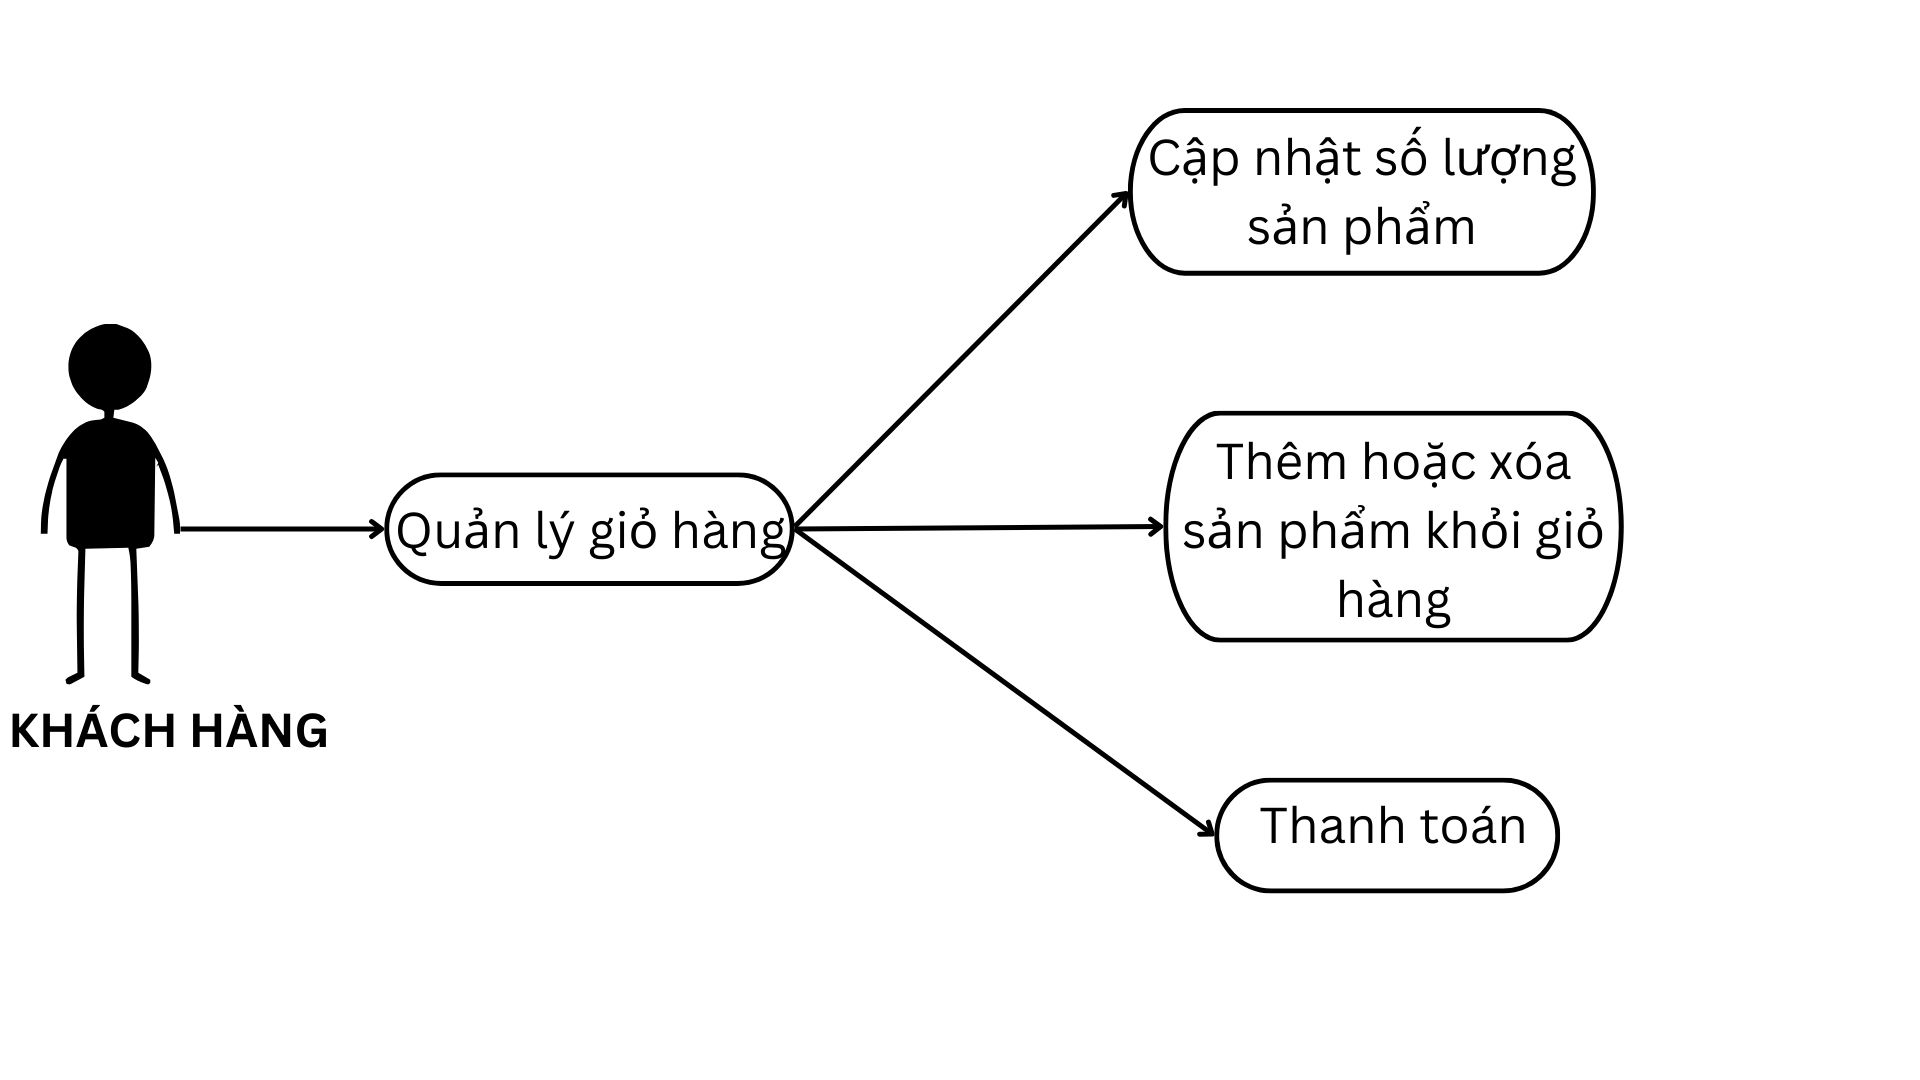 Cập nhật số lượng
sản phẩm
Thêm hoặc xóa
sản phẩm khỏi giỏ
hàng
Quản lý giỏ hàng
KHÁCH HÀNG
Thanh toán